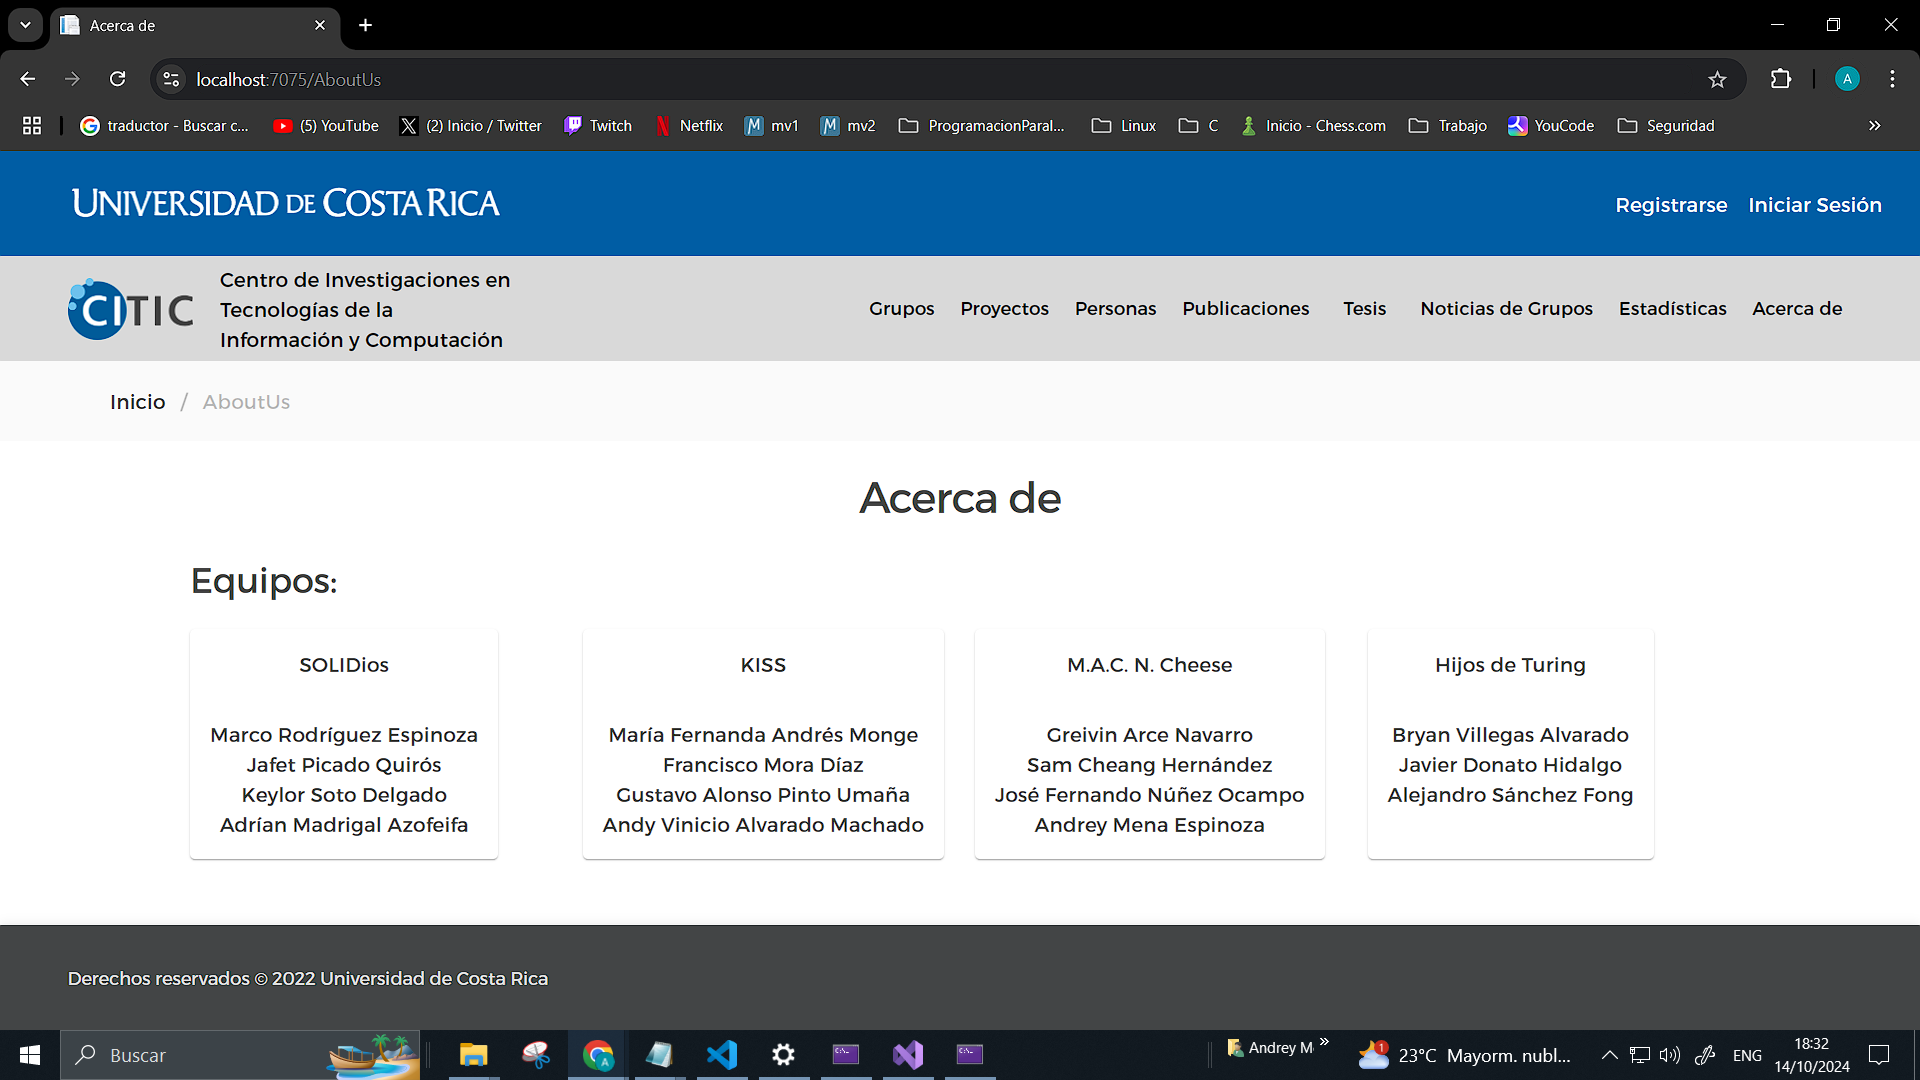 Acerca de
localhost:7075/AboutUs
A
traductor - Buscar c...
(5) YouTube
(2) Inicio / Twitter
Twitch
Netflix
mv1
mv2
ProgramacionParal...
Linux
C
Inicio - Chess.com
Trabajo
YouCode
Seguridad
UNIVERSIDAD DE COSTA RICA
Registrarse
Iniciar Sesión
CITIC
Centro de Investigaciones en
Tecnologías de la
Información y Computación
Grupos
Proyectos
Personas
Publicaciones
Tesis
Noticias de Grupos
Estadísticas
Acerca de
Inicio / AboutUs
Acerca de
Equipos:
SOLIDios
Marco Rodríguez Espinoza
Jafet Picado Quirós
Keylor Soto Delgado
Adrían Madrigal Azofeifa
KISS
María Fernanda Andrés Monge
Francisco Mora Díaz
Gustavo Alonso Pinto Umaña
Andy Vinicio Alvarado Machado
M.A.C. N. Cheese
Greivin Arce Navarro
Sam Cheang Hernández
José Fernando Núñez Ocampo
Andrey Mena Espinoza
Hijos de Turing
Bryan Villegas Alvarado
Javier Donato Hidalgo
Alejandro Sánchez Fong
Derechos reservados © 2022 Universidad de Costa Rica
Buscar
Andrey M
1
23°C Mayorm. nubl...
ENG
18:32
14/10/2024